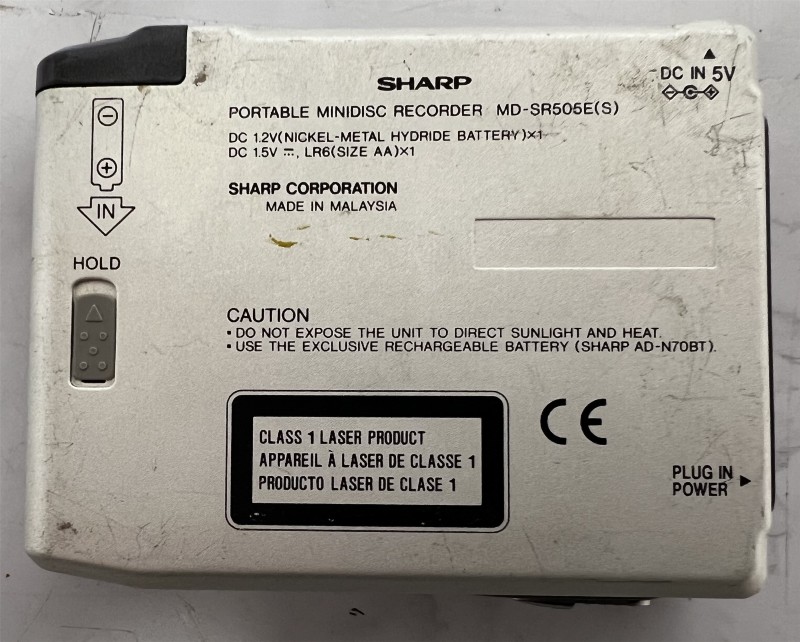 SHARP
DC IN 5V
PORTABLE MINIDISC RECORDER MD-SR505E(S)
DC 1.2V(NICKEL-METAL HYDRIDE BATTERY)×1
DC 1.5V ⎓, LR6(SIZE AA)×1
SHARP CORPORATION
MADE IN MALAYSIA
IN
HOLD
CAUTION
▪ DO NOT EXPOSE THE UNIT TO DIRECT SUNLIGHT AND HEAT.
▪ USE THE EXCLUSIVE RECHARGEABLE BATTERY (SHARP AD-N70BT).
CE
CLASS 1 LASER PRODUCT
APPAREIL À LASER DE CLASSE 1
PRODUCTO LASER DE CLASE 1
PLUG IN
POWER